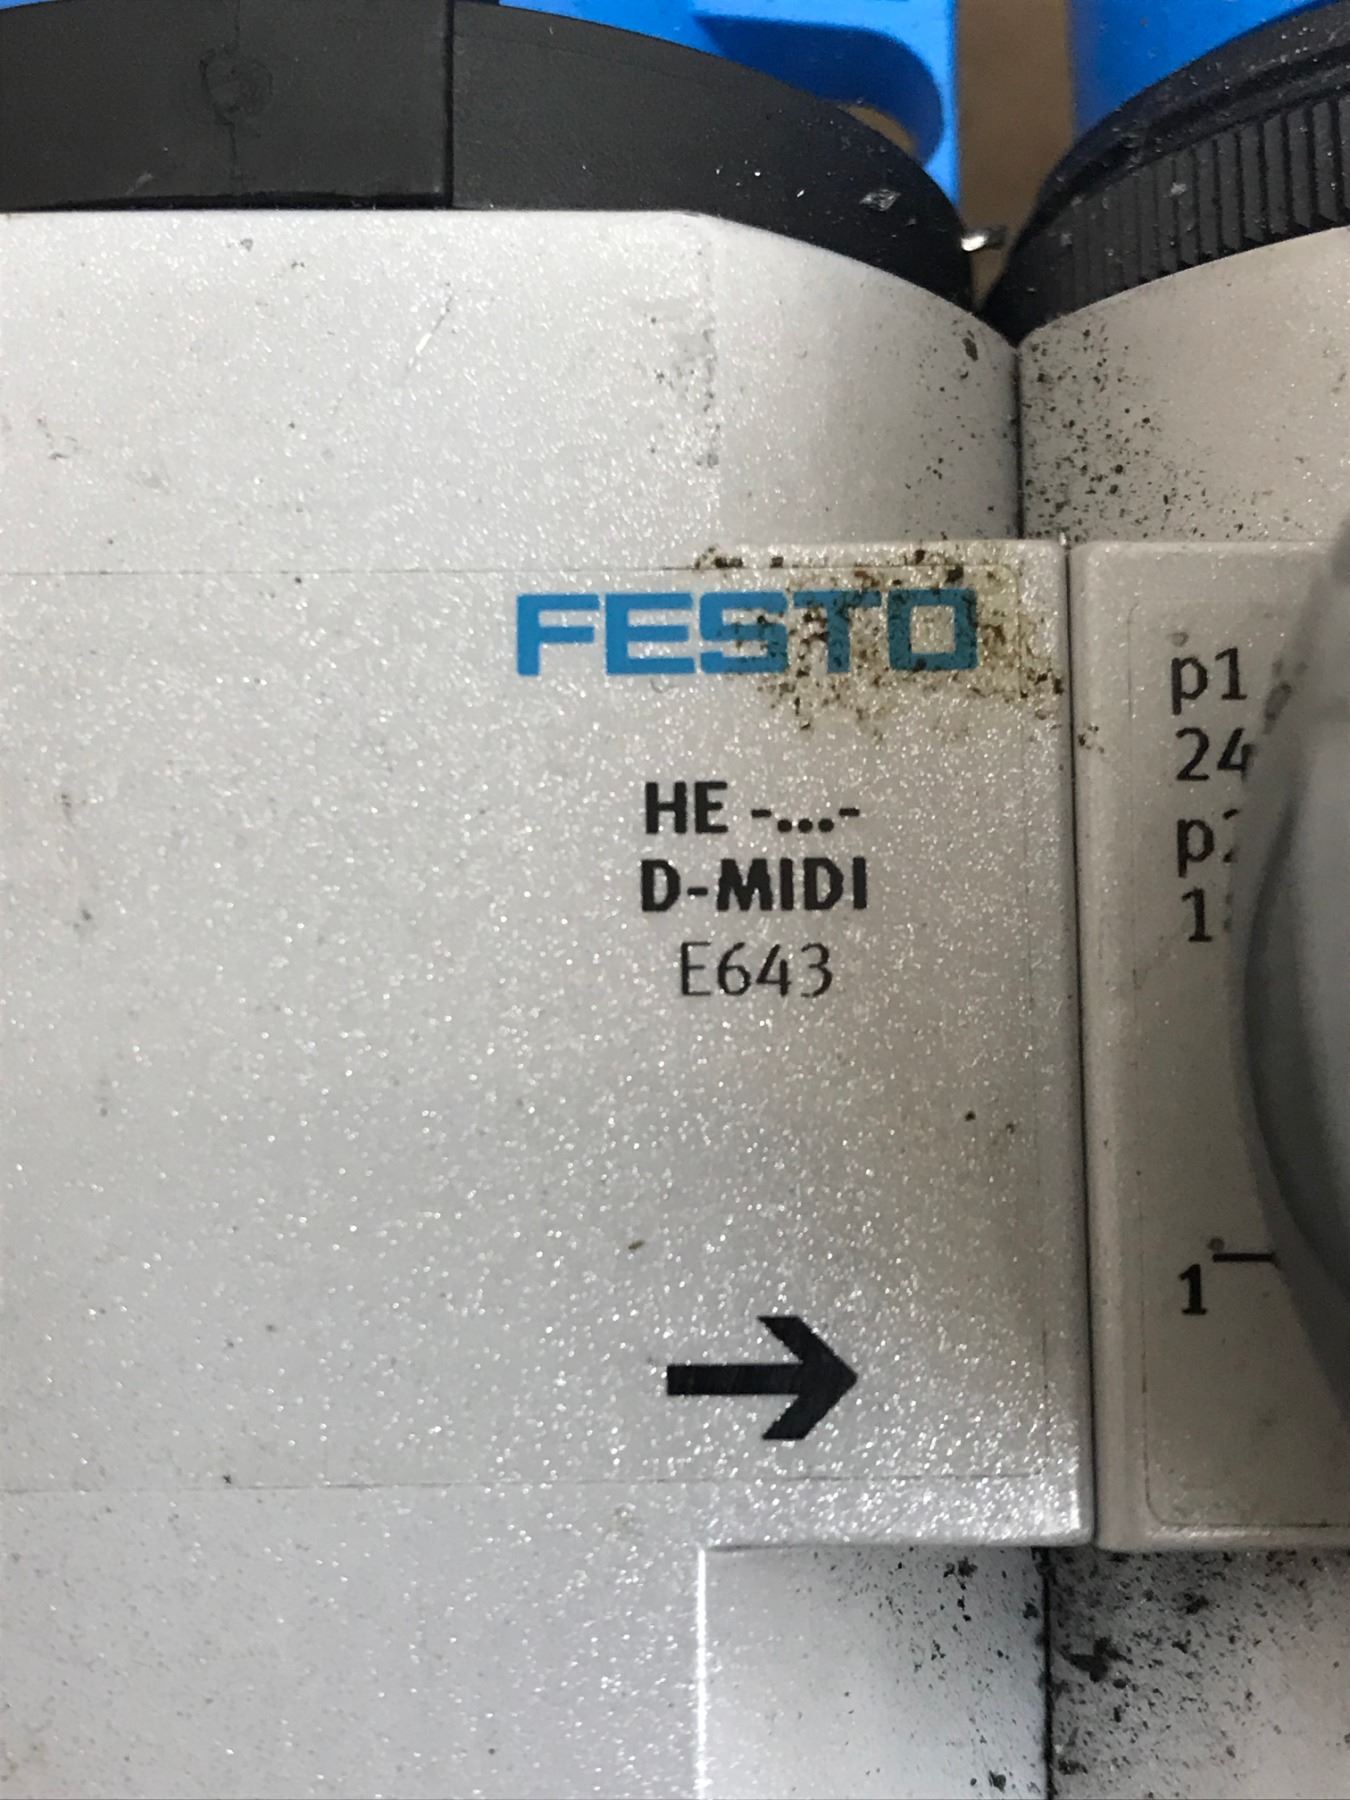 FESTO
HE -...-
D-MIDI
E643
p1
24
1